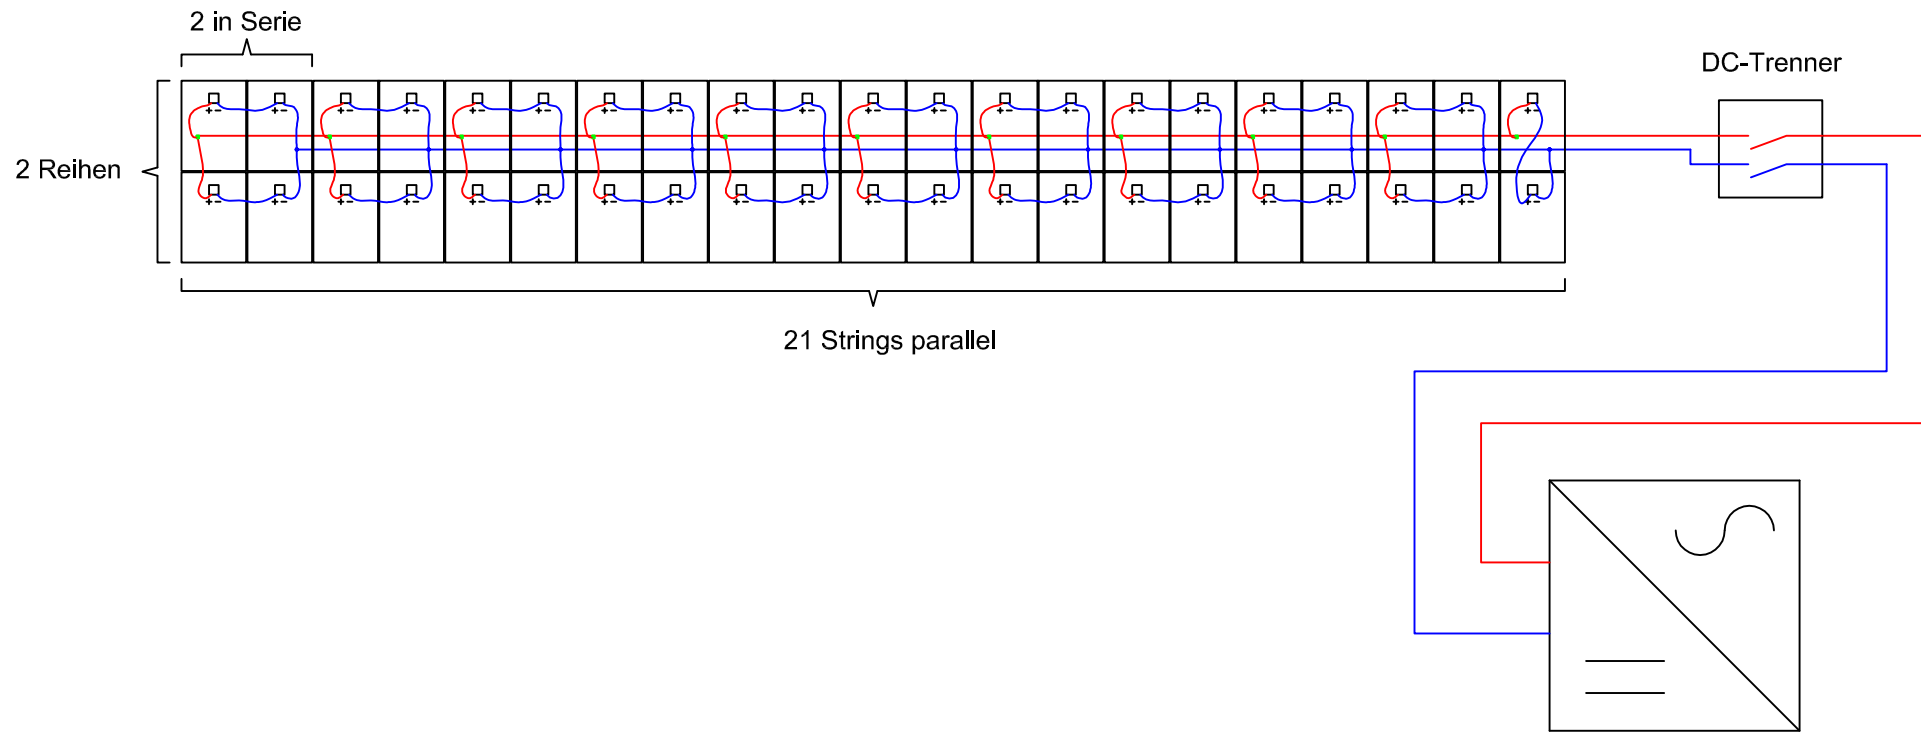 2 in Serie
DC-Trenner
2 Reihen
21 Strings parallel